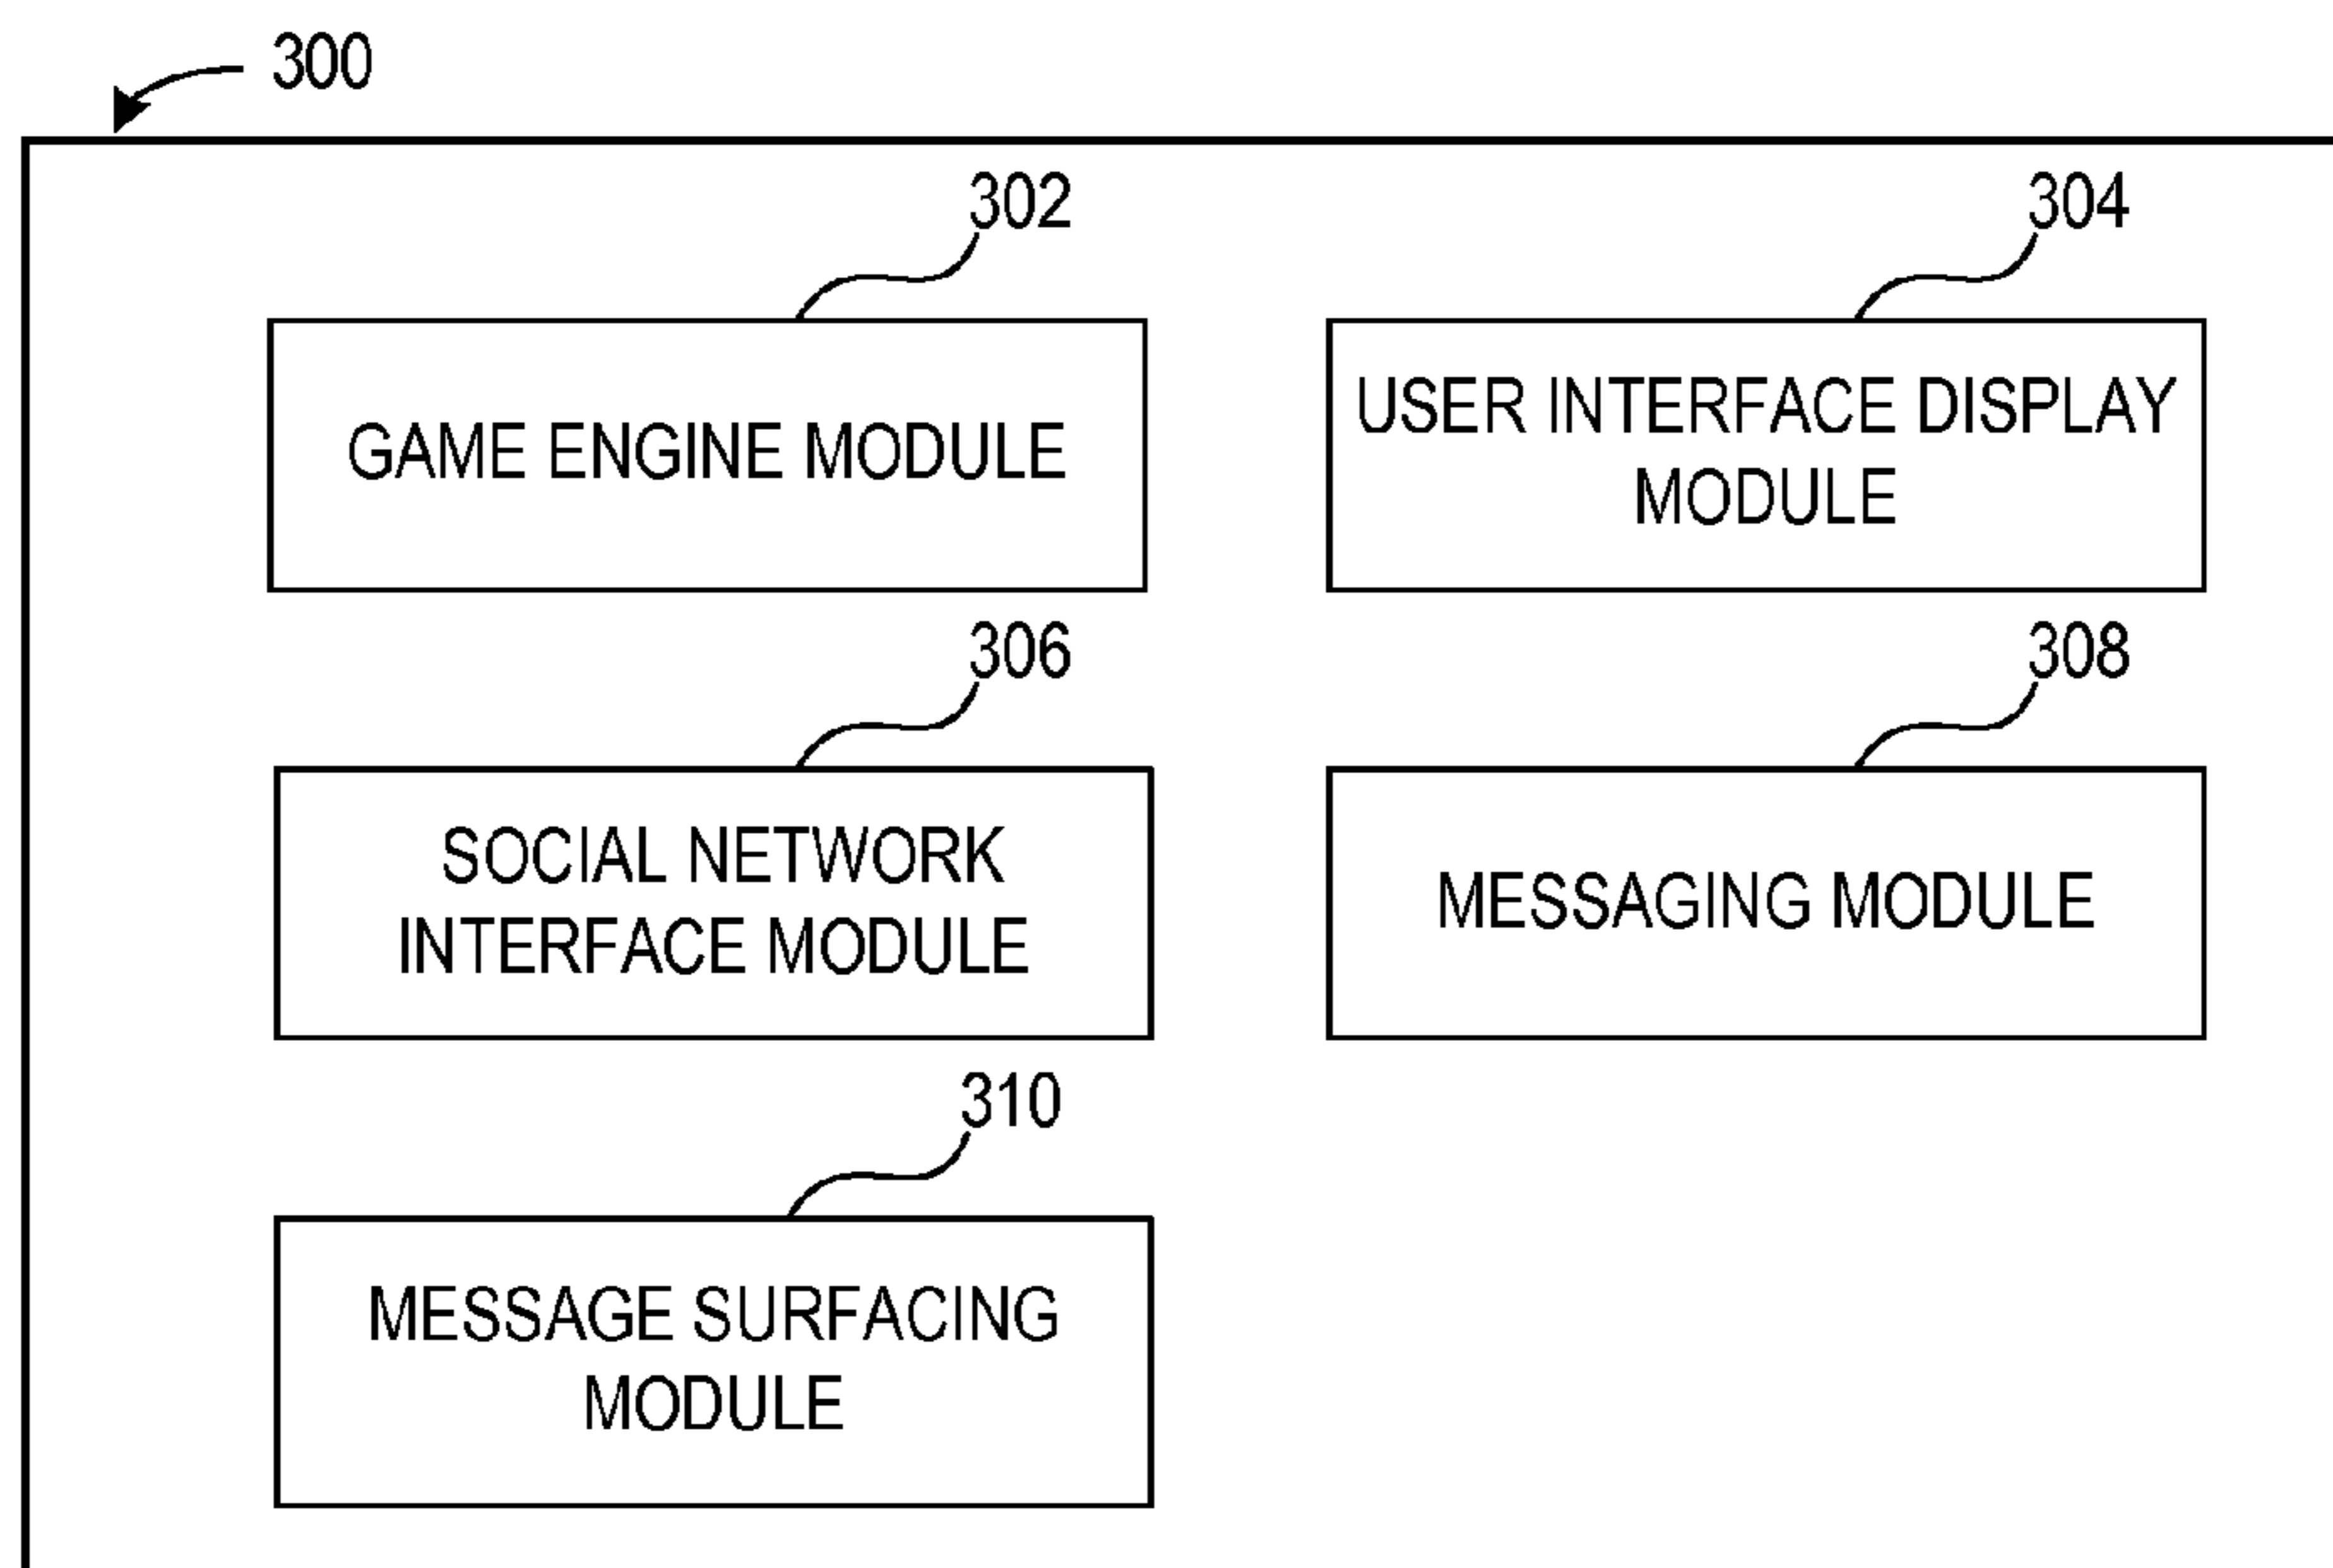 300
302
304
GAME ENGINE MODULE
USER INTERFACE DISPLAY
MODULE
306
308
SOCIAL NETWORK
INTERFACE MODULE
MESSAGING MODULE
310
MESSAGE SURFACING
MODULE